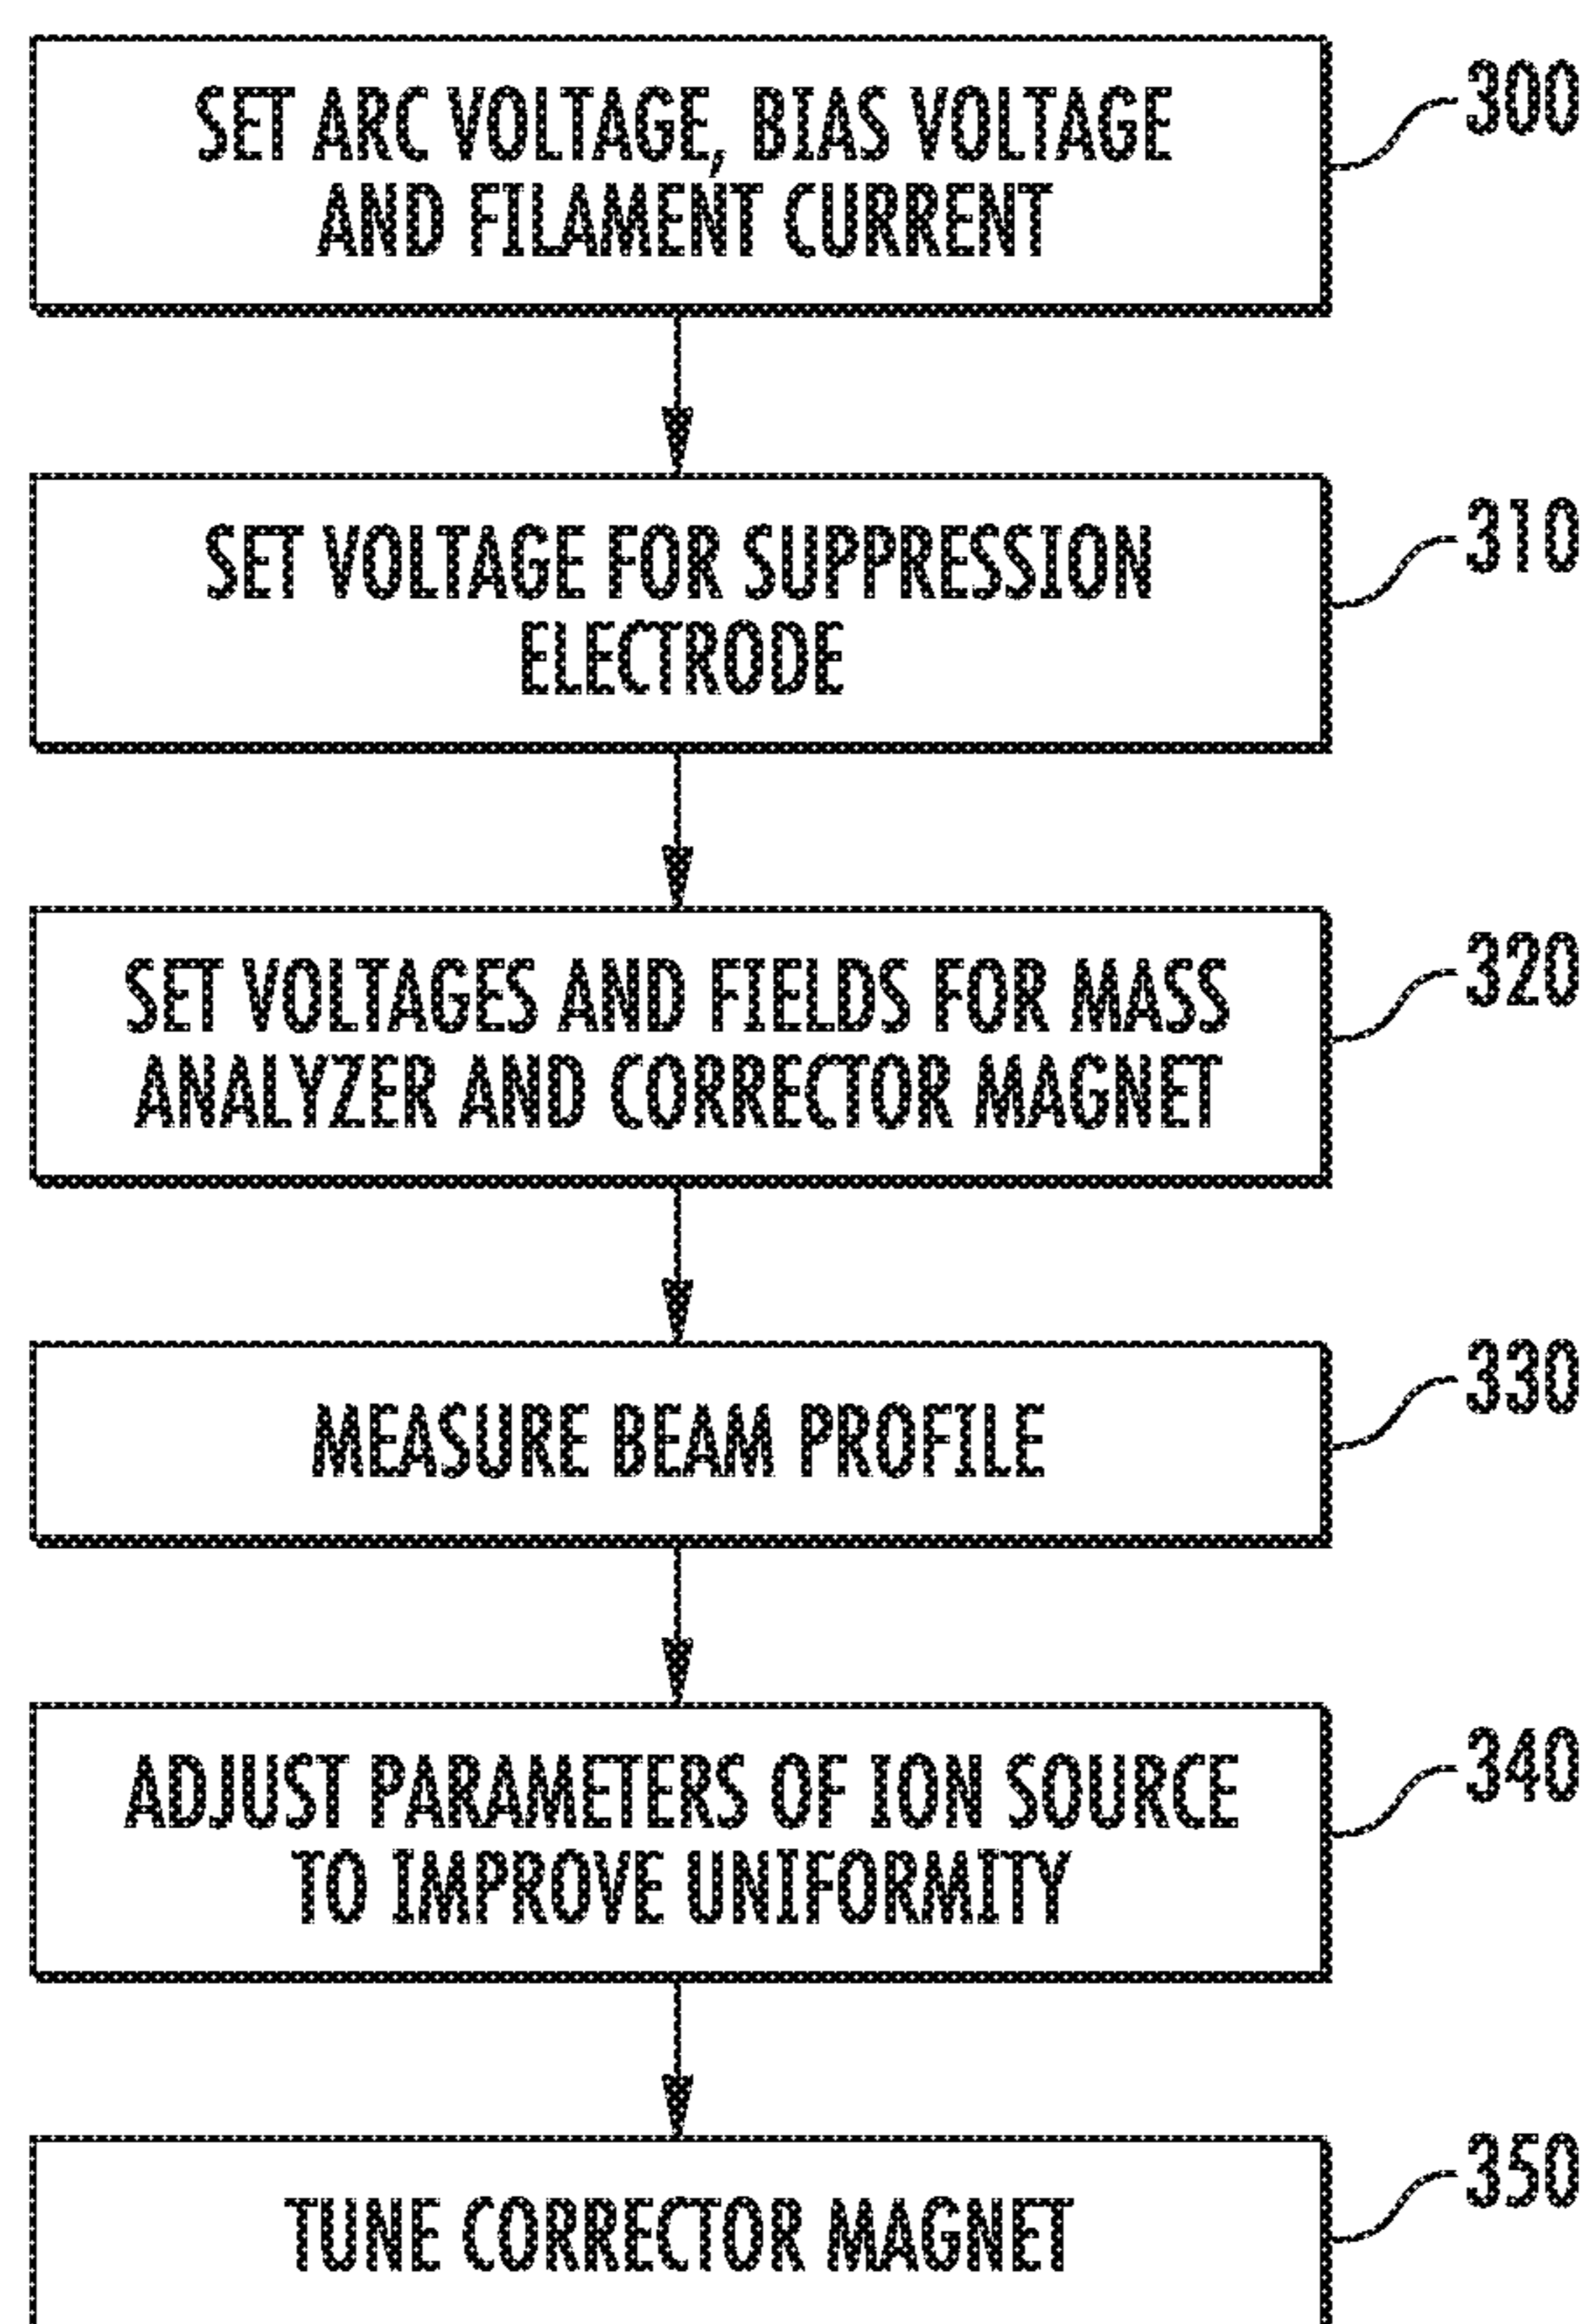 SET ARC VOLTAGE, BIAS VOLTAGE
AND FILAMENT CURRENT
300
SET VOLTAGE FOR SUPPRESSION
ELECTRODE
310
SET VOLTAGES AND FIELDS FOR MASS
ANALYZER AND CORRECTOR MAGNET
320
MEASURE BEAM PROFILE
330
ADJUST PARAMETERS OF ION SOURCE
TO IMPROVE UNIFORMITY
340
TUNE CORRECTOR MAGNET
350